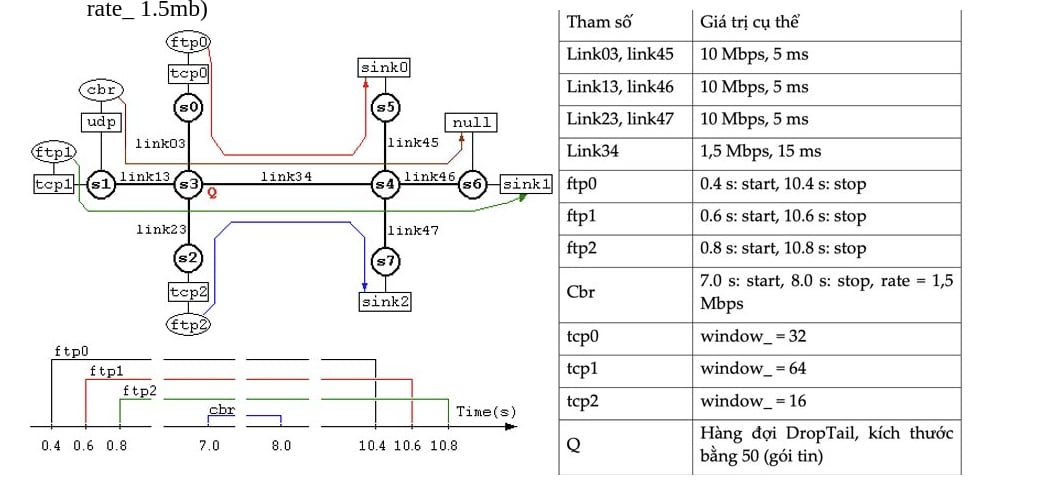 rate_ 1.5mb)
ftp0
tcp0
sink0
cbr
s0
s5
udp
null
link03
link45
ftp1
tcp1
s1
link13
s3
link34
s4
link46
s6
sink1
Q
link23
link47
s2
s7
tcp2
sink2
ftp2
ftp0
ftp1
ftp2
cbr
Time(s)
0.4 0.6 0.8 7.0 8.0 10.4 10.6 10.8
Tham số Giá trị cụ thể
Link03, link45 10 Mbps, 5 ms
Link13, link46 10 Mbps, 5 ms
Link23, link47 10 Mbps, 5 ms
Link34 1,5 Mbps, 15 ms
ftp0 0.4 s: start, 10.4 s: stop
ftp1 0.6 s: start, 10.6 s: stop
ftp2 0.8 s: start, 10.8 s: stop
Cbr 7.0 s: start, 8.0 s: stop, rate = 1,5
Mbps
tcp0 window_ = 32
tcp1 window_ = 64
tcp2 window_ = 16
Q Hàng đợi DropTail, kích thước
bằng 50 (gói tin)